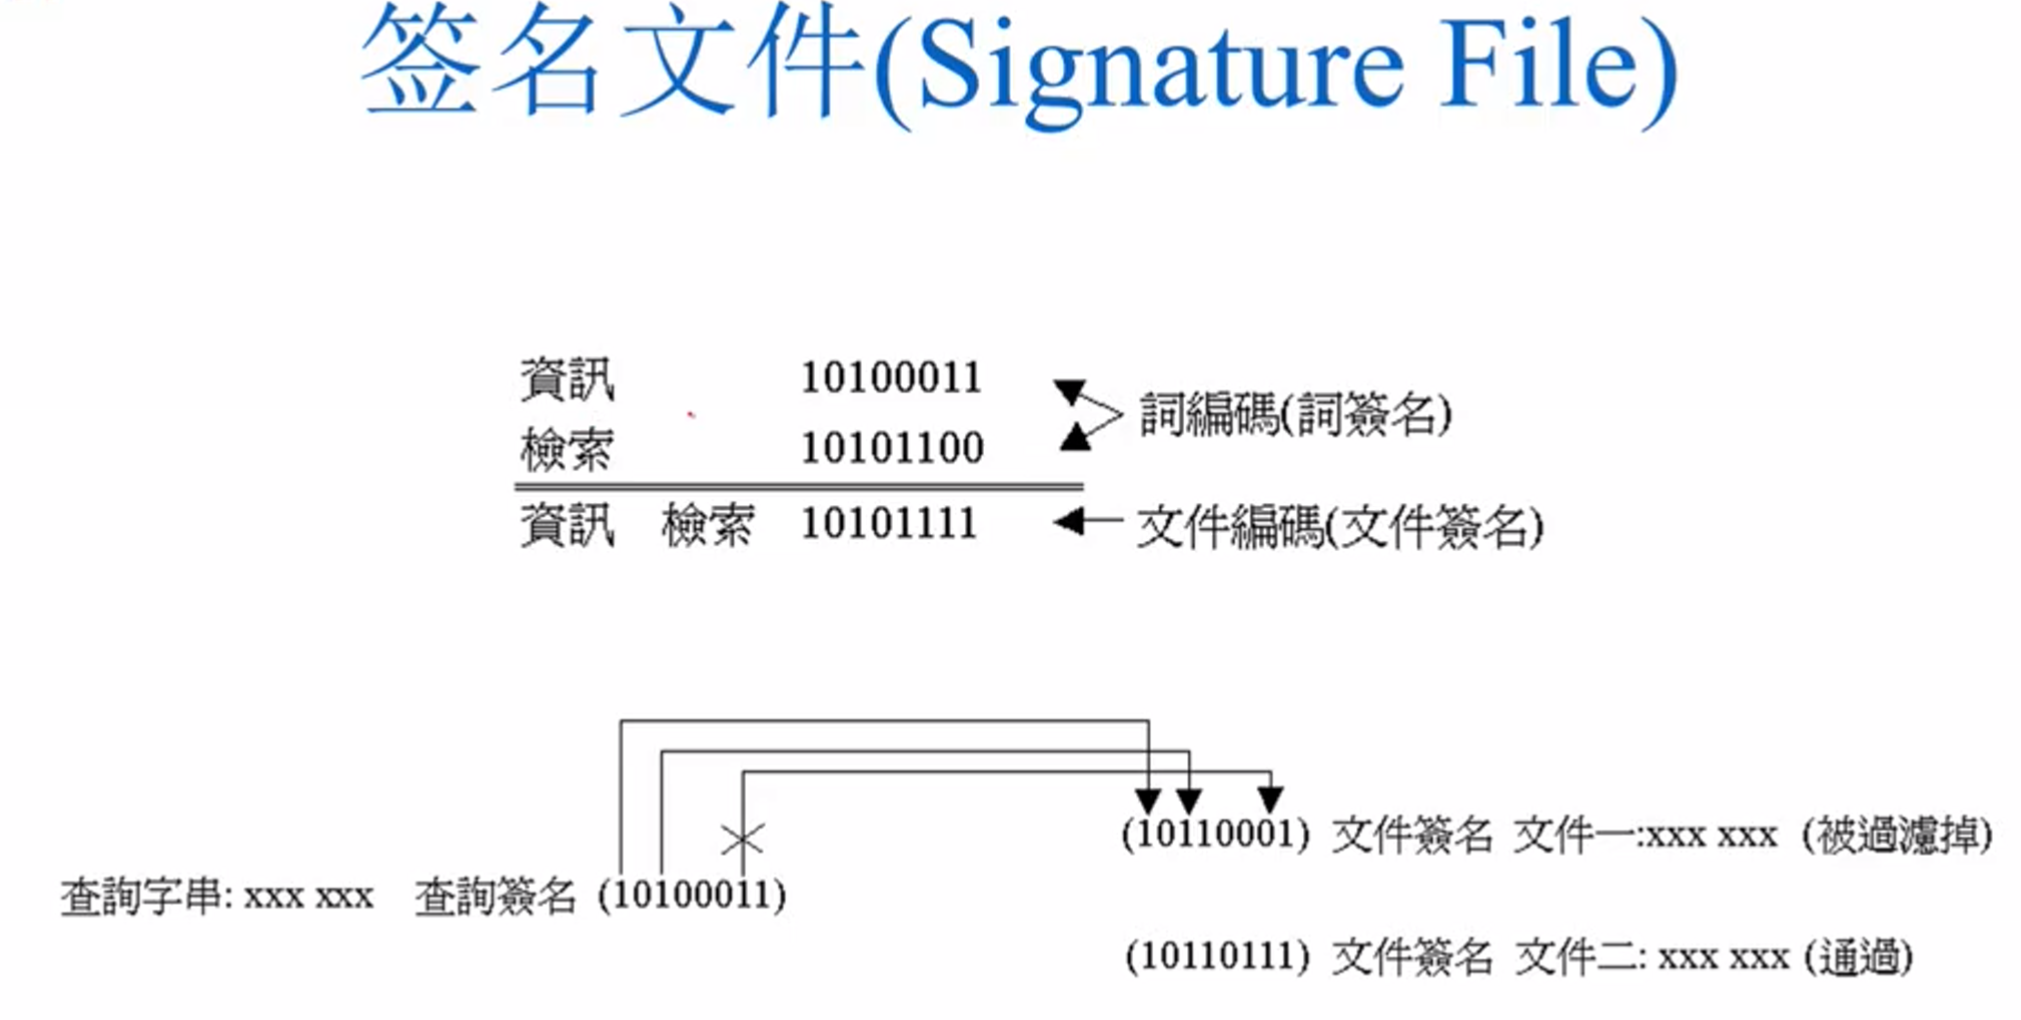 签名文件(Signature File)
資訊 10100011
詞編碼(詞簽名)
檢索 10101100
資訊 檢索 10101111 文件編碼(文件簽名)
(10110001) 文件簽名 文件一:xxx xxx (被過濾掉)
查詢字串: xxx xxx 查詢簽名 (10100011)
(10110111) 文件簽名 文件二: xxx xxx (通過)